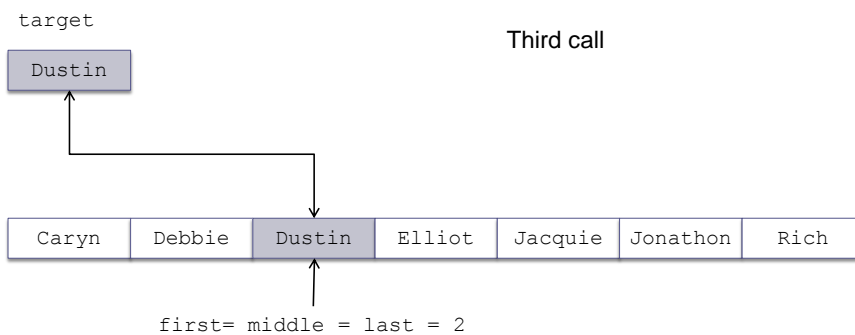 target
Third call
Dustin
Caryn Debbie Dustin Elliot Jacquie Jonathon Rich
first= middle = last = 2